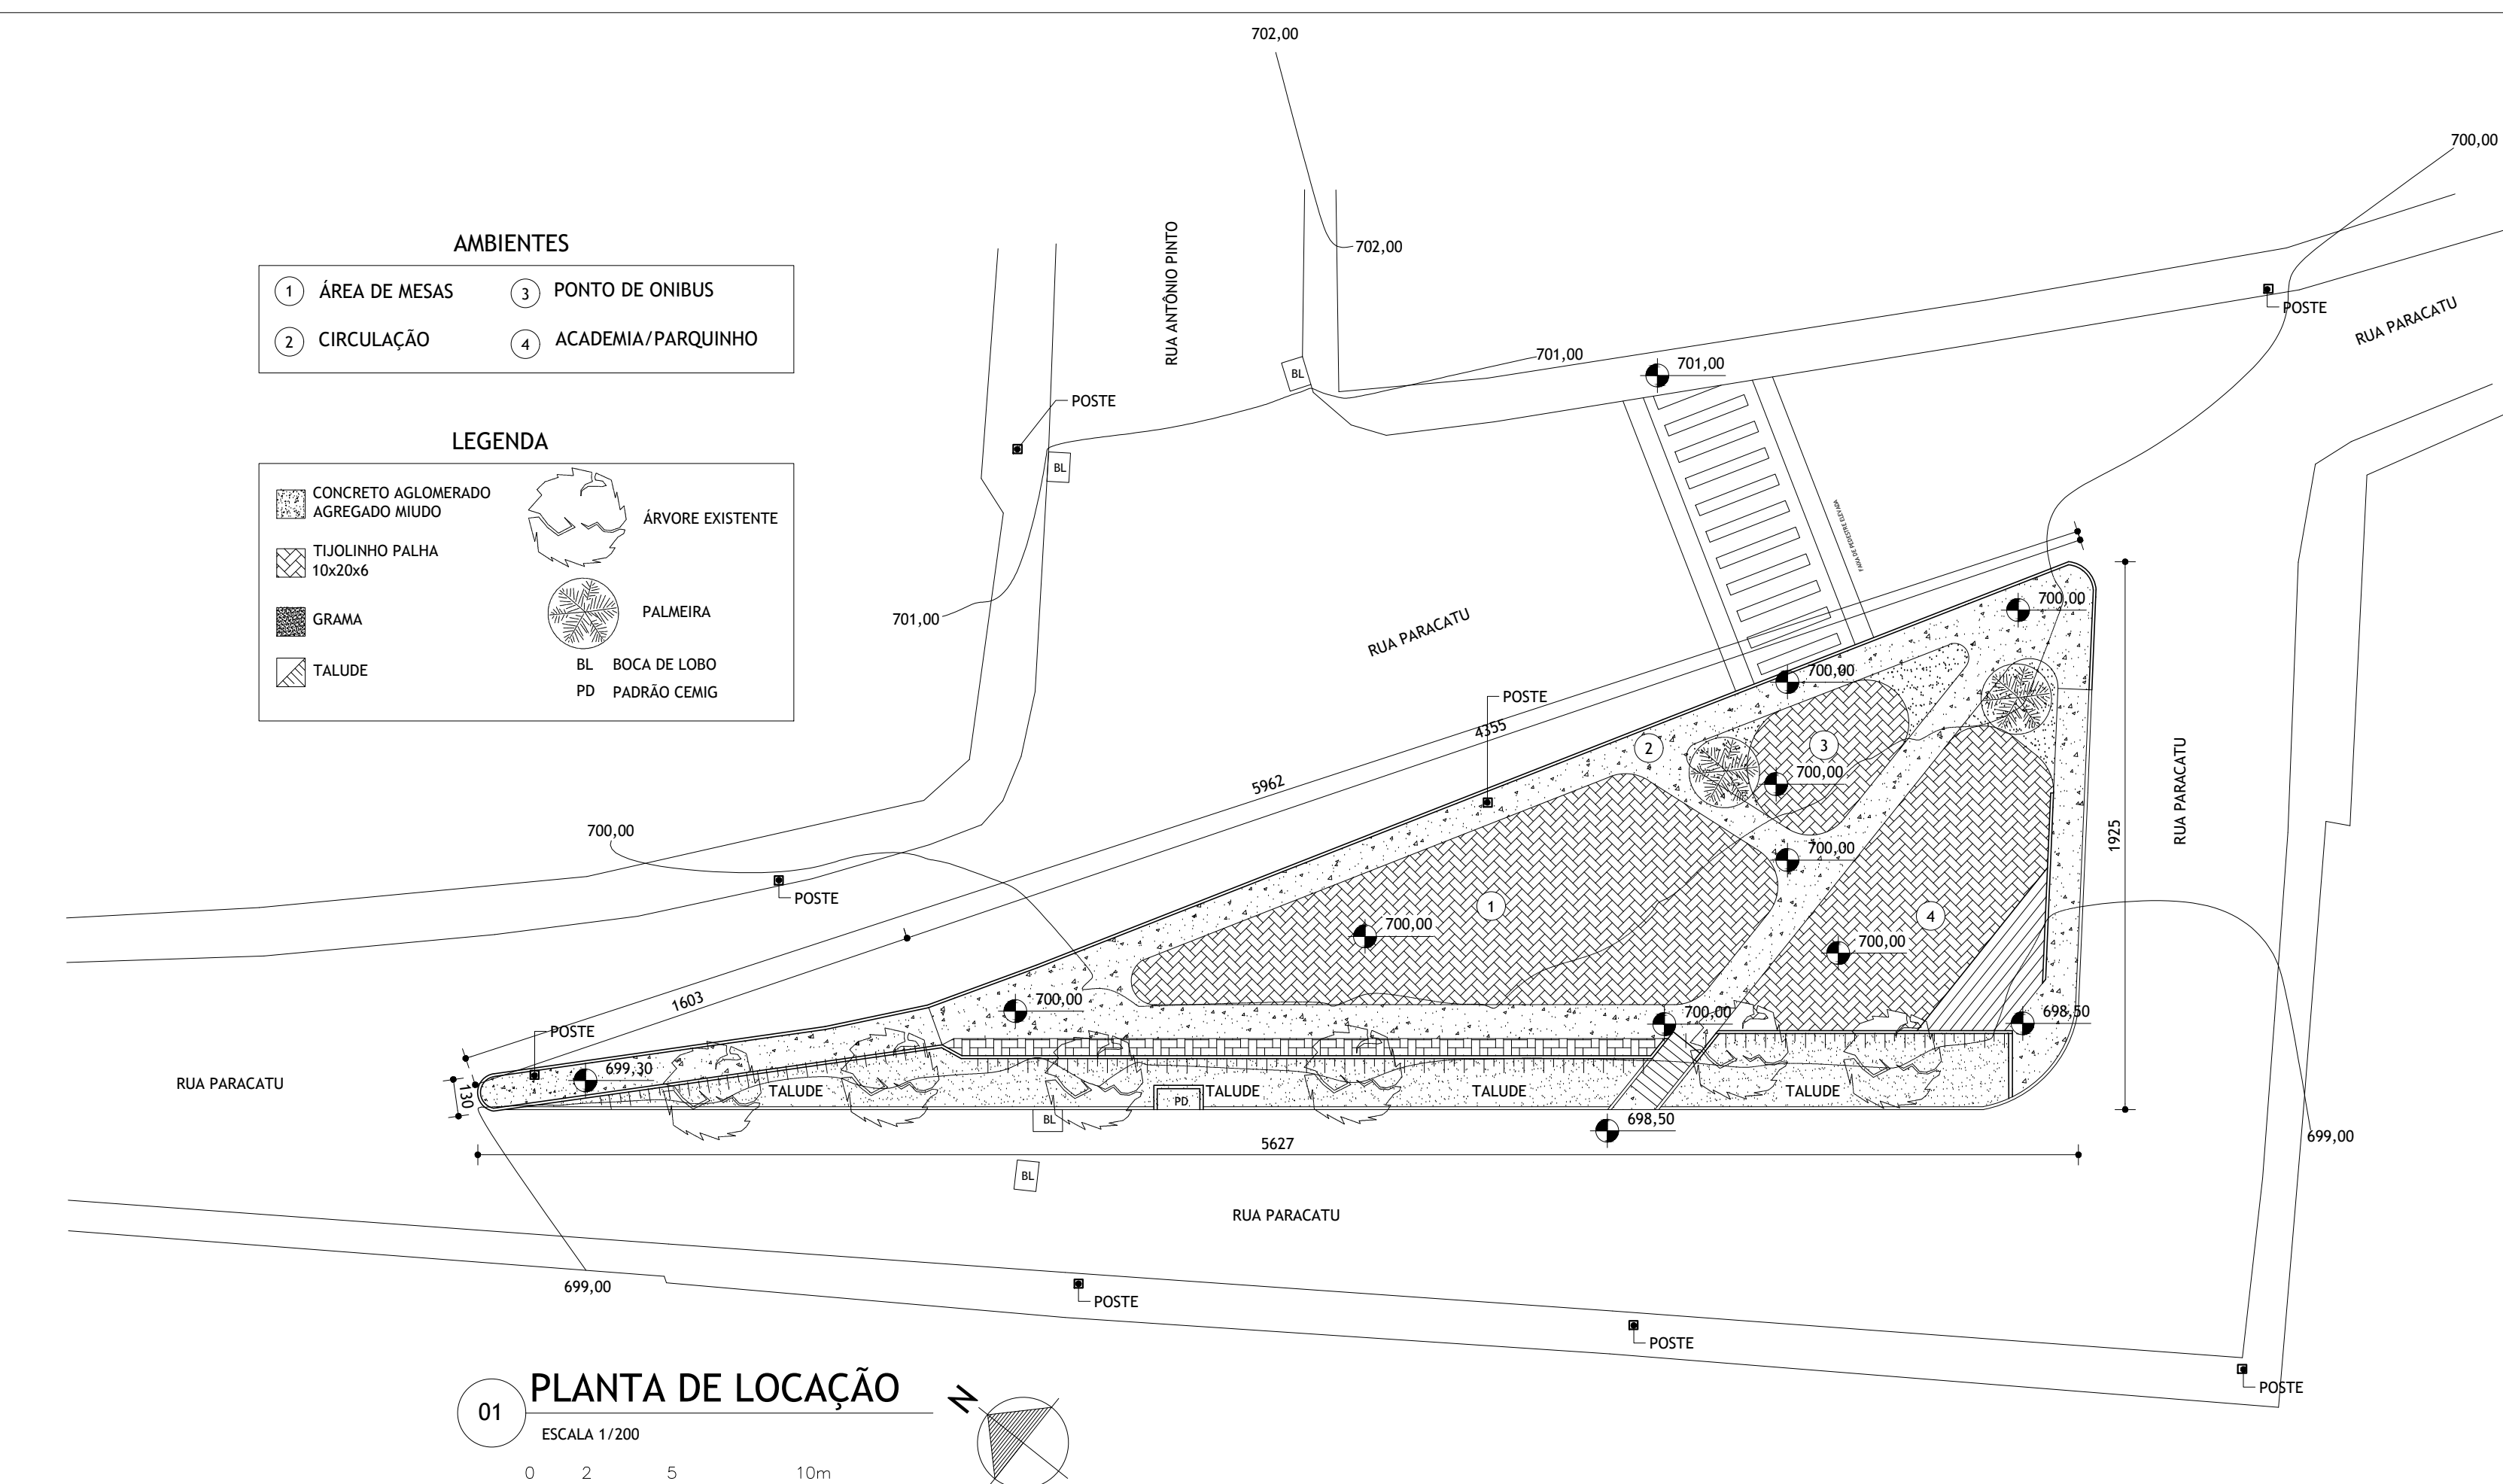 702,00
700,00
RUA ANTÔNIO PINTO
AMBIENTES
702,00
1 ÁREA DE MESAS
3 PONTO DE ONIBUS
2 CIRCULAÇÃO
4 ACADEMIA/PARQUINHO
POSTE
RUA PARACATU
701,00
701,00
BL
POSTE
LEGENDA
BL
CONCRETO AGLOMERADO
AGREGADO MIUDO
ÁRVORE EXISTENTE
TIJOLINHO PALHA
10x20x6
GRAMA
PALMEIRA
TALUDE
BL BOCA DE LOBO
PD PADRÃO CEMIG
FAIXA DE PEDESTRE ELEVADA
701,00
RUA PARACATU
700,00
700,00
POSTE
4355
2
3
700,00
5962
RUA PARACATU
1925
700,00
700,00
POSTE
1
4
700,00
700,00
1603
700,00
700,00
698,50
POSTE
699,30
RUA PARACATU
130
TALUDE
TALUDE
TALUDE
TALUDE
PD
BL
698,50
699,00
5627
BL
RUA PARACATU
699,00
POSTE
POSTE
POSTE
01
PLANTA DE LOCAÇÃO
ESCALA 1/200
N
0 2 5 10m